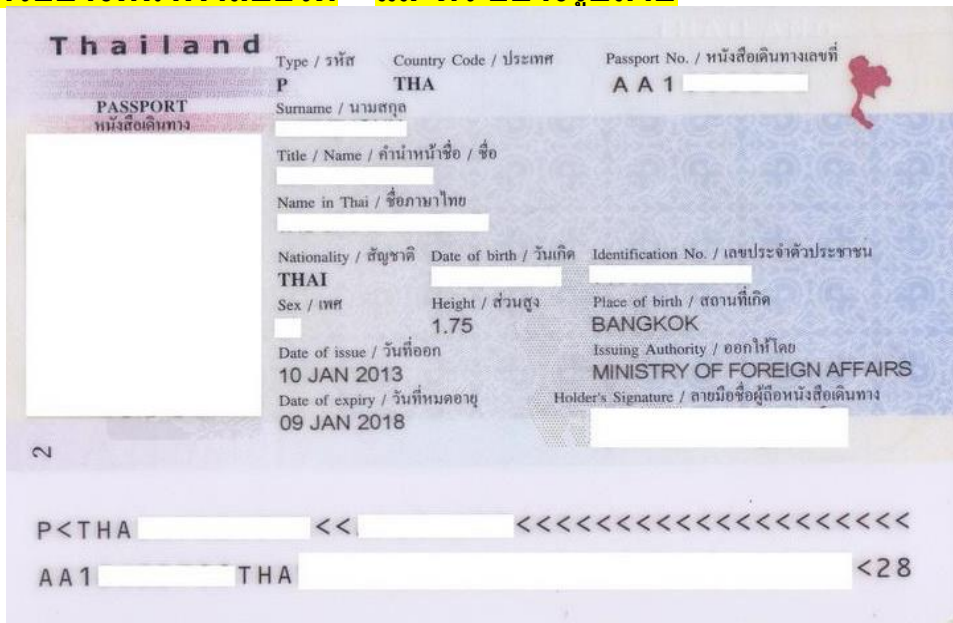 Thailand
PASSPORT
หนังสือเดินทาง
Type / รหัส Country Code / ประเทศ Passport No. / หนังสือเดินทางเลขที่
P THA AA1
Surname / นามสกุล
Title / Name / คำนำหน้าชื่อ / ชื่อ
Name in Thai / ชื่อภาษาไทย
Nationality / สัญชาติ Date of birth / วันเกิด Identification No. / เลขประจำตัวประชาชน
THAI
Sex / เพศ Height / ส่วนสูง Place of birth / สถานที่เกิด
1.75 BANGKOK
Date of issue / วันที่ออก Issuing Authority / ออกให้โดย
10 JAN 2013 MINISTRY OF FOREIGN AFFAIRS
Date of expiry / วันที่หมดอายุ Holder's Signature / ลายมือชื่อผู้ถือหนังสือเดินทาง
09 JAN 2018
2
P<THA << <<<<<<<<<<<<<<<<<<<<
AA1 THA <28